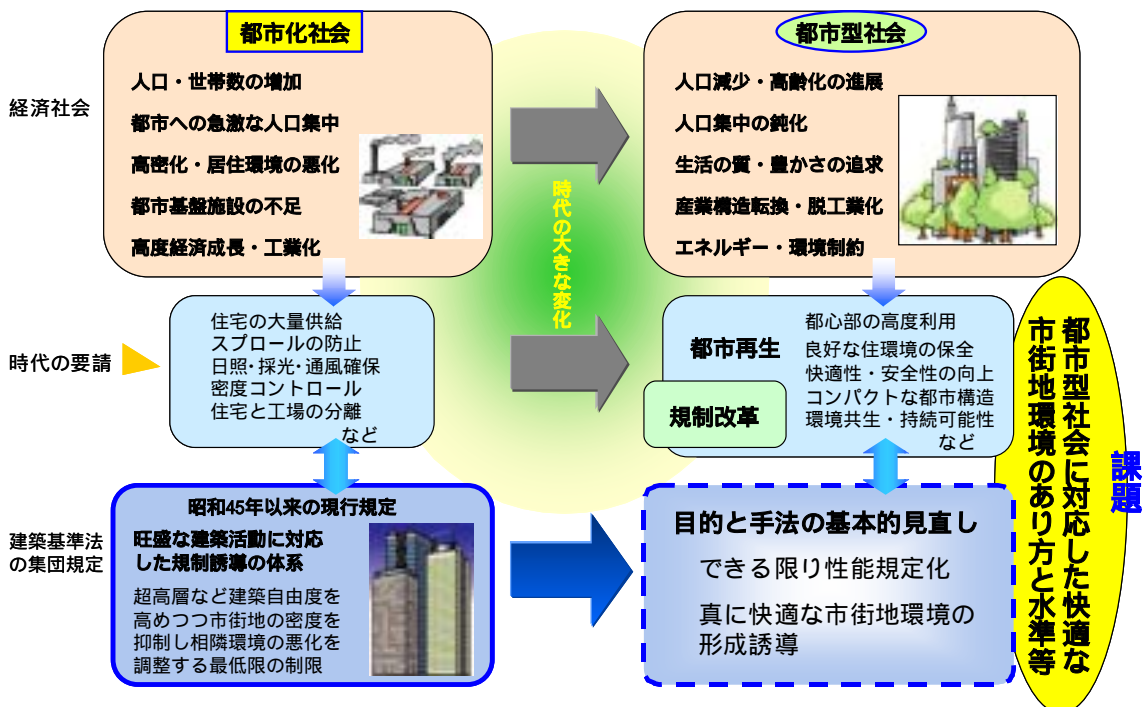 都市化社会
都市型社会
経済社会
人口・世帯数の増加
都市への急激な人口集中
高密化・居住環境の悪化
都市基盤施設の不足
高度経済成長・工業化
人口減少・高齢化の進展
人口集中の鈍化
生活の質・豊かさの追求
産業構造転換・脱工業化
エネルギー・環境制約
時代の大きな変化
時代の要請
住宅の大量供給
スプロールの防止
日照・採光・通風確保
密度コントロール
住宅と工場の分離
など
都市再生
規制改革
都心部の高度利用
良好な住環境の保全
快適性・安全性の向上
コンパクトな都市構造
環境共生・持続可能性
など
建築基準法
の集団規定
昭和45年以来の現行規定
旺盛な建築活動に対応
した規制誘導の体系
超高層など建築自由度を
高めつつ市街地の密度を
抑制し相隣環境の悪化を
調整する最低限の制限
目的と手法の基本的見直し
できる限り性能規定化
真に快適な市街地環境の
形成誘導
課題
都市型社会に対応した快適な
市街地環境のあり方と水準等